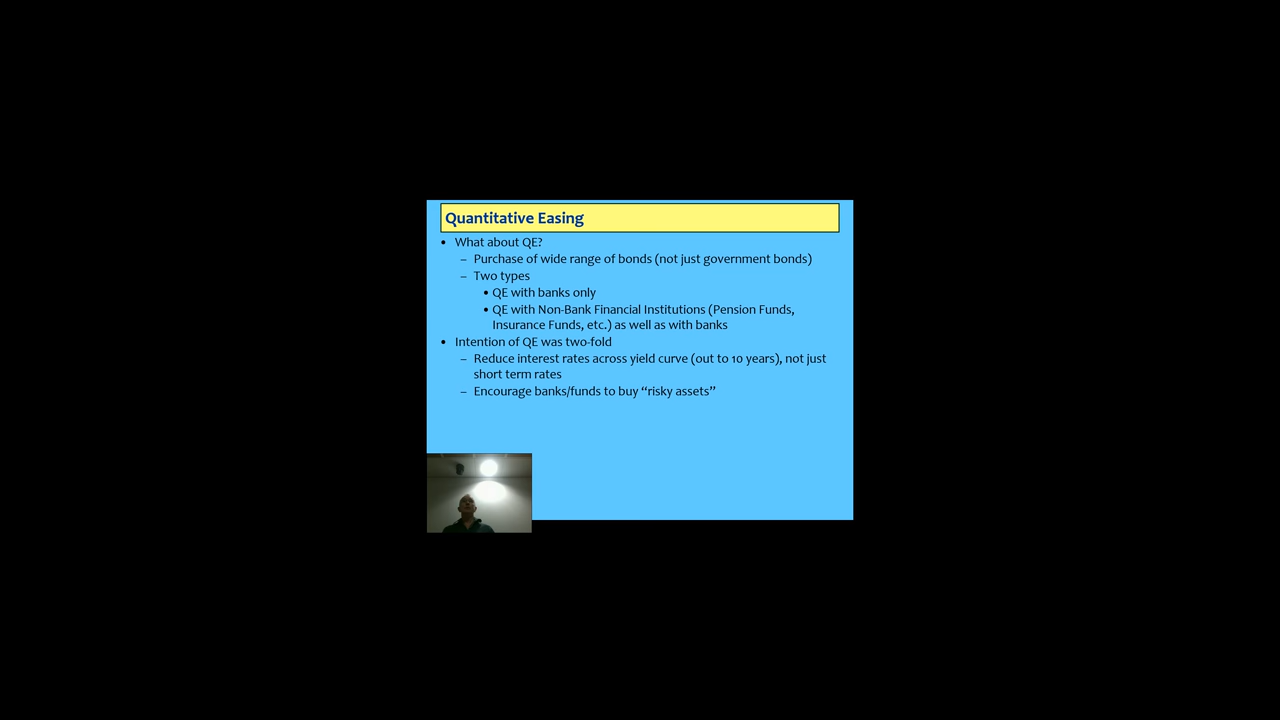 Quantitative Easing
• What about QE?
– Purchase of wide range of bonds (not just government bonds)
– Two types
• QE with banks only
• QE with Non-Bank Financial Institutions (Pension Funds,
Insurance Funds, etc.) as well as with banks
• Intention of QE was two-fold
– Reduce interest rates across yield curve (out to 10 years), not just
short term rates
– Encourage banks/funds to buy “risky assets”